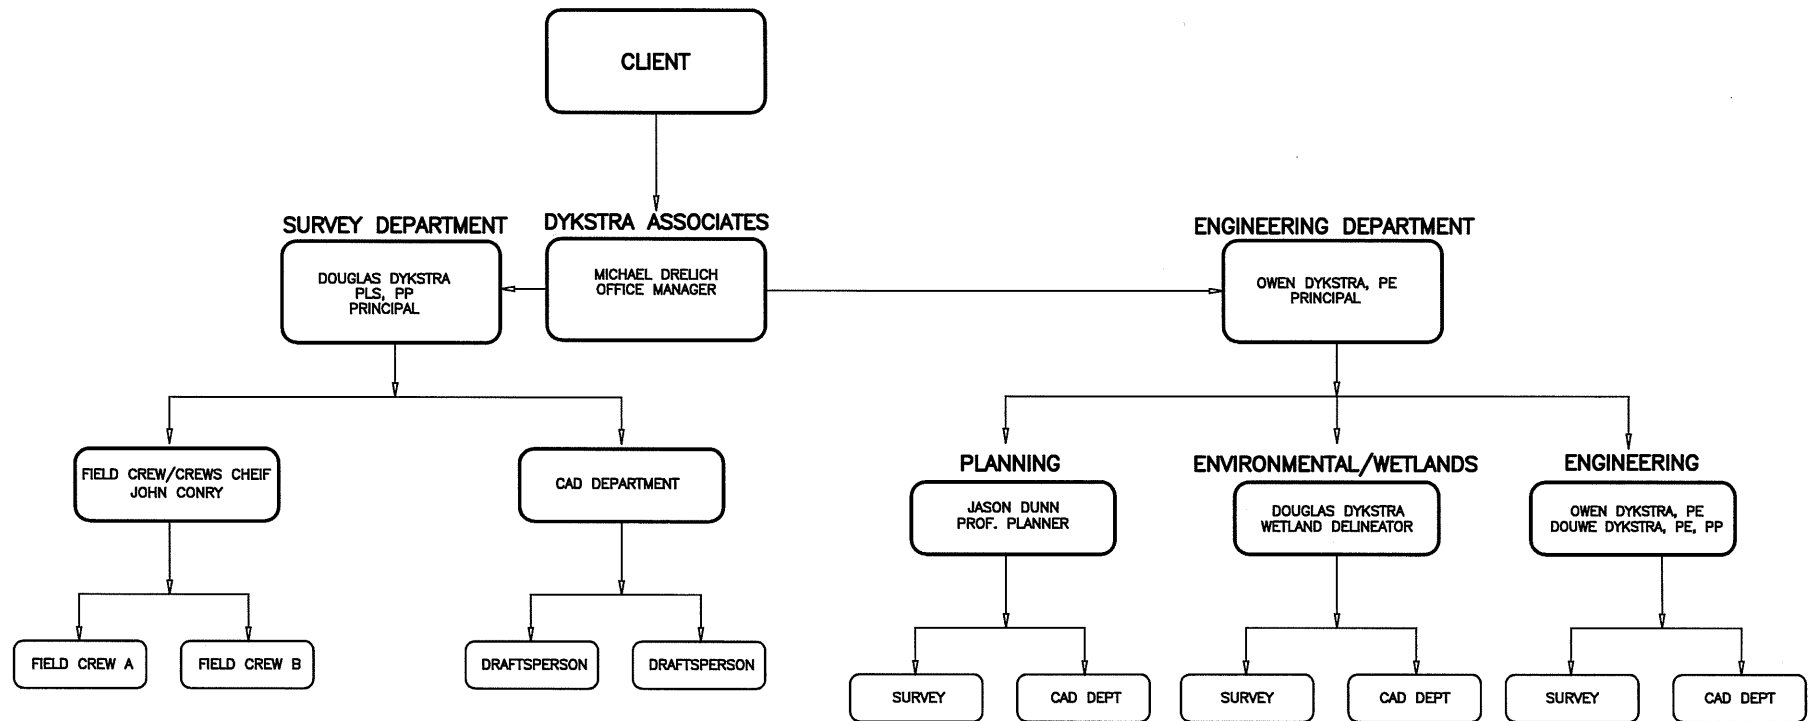 CLIENT
SURVEY DEPARTMENT
DOUGLAS DYKSTRA
PLS, PP
PRINCIPAL
DYKSTRA ASSOCIATES
MICHAEL DRELICH
OFFICE MANAGER
ENGINEERING DEPARTMENT
OWEN DYKSTRA, PE
PRINCIPAL
FIELD CREW/CREWS CHEIF
JOHN CONRY
CAD DEPARTMENT
PLANNING
JASON DUNN
PROF. PLANNER
ENVIRONMENTAL/WETLANDS
DOUGLAS DYKSTRA
WETLAND DELINEATOR
ENGINEERING
OWEN DYKSTRA, PE
DOUWE DYKSTRA, PE, PP
FIELD CREW A
FIELD CREW B
DRAFTSPERSON
DRAFTSPERSON
SURVEY
CAD DEPT
SURVEY
CAD DEPT
SURVEY
CAD DEPT